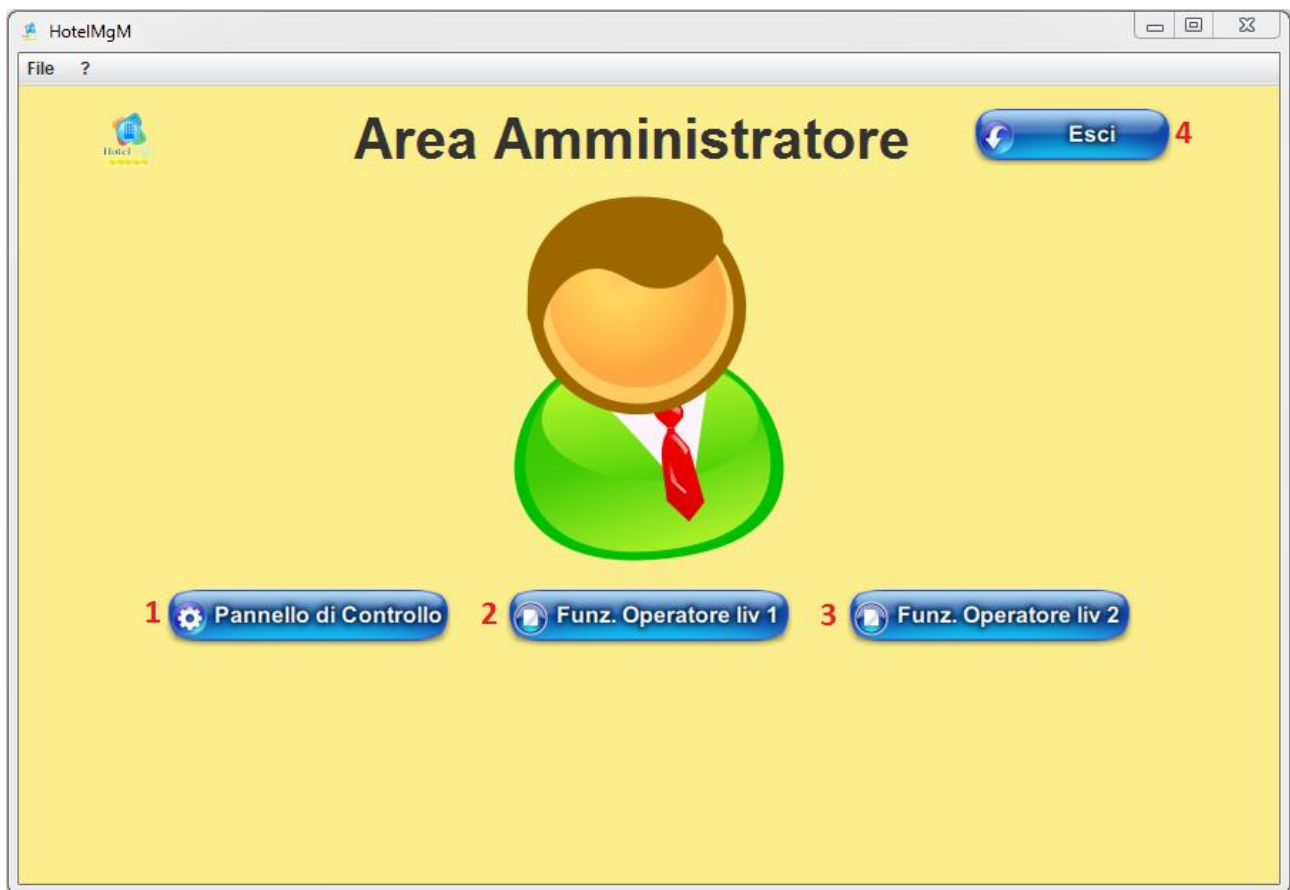 HotelMgM
File ?
Hotel
Area Amministratore
Esci 4
1 Pannello di Controllo 2 Funz. Operatore liv 1 3 Funz. Operatore liv 2